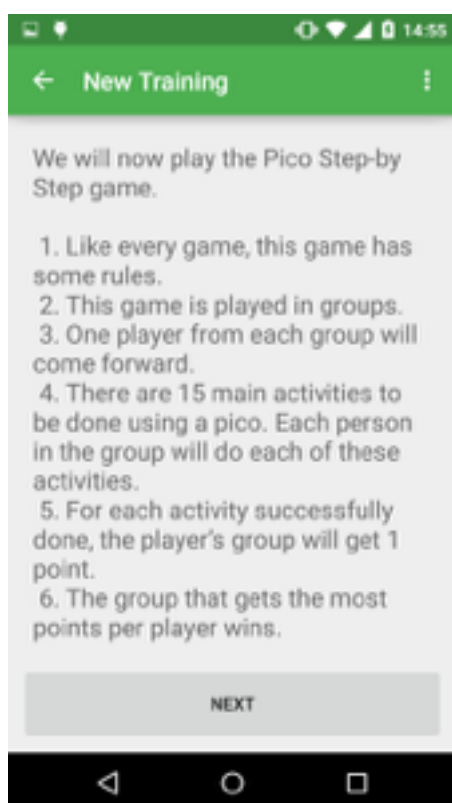 14:55
New Training
We will now play the Pico Step-by
Step game.
1. Like every game, this game has
some rules.
2. This game is played in groups.
3. One player from each group will
come forward.
4. There are 15 main activities to
be done using a pico. Each person
in the group will do each of these
activities.
5. For each activity successfully
done, the player's group will get 1
point.
6. The group that gets the most
points per player wins.
NEXT